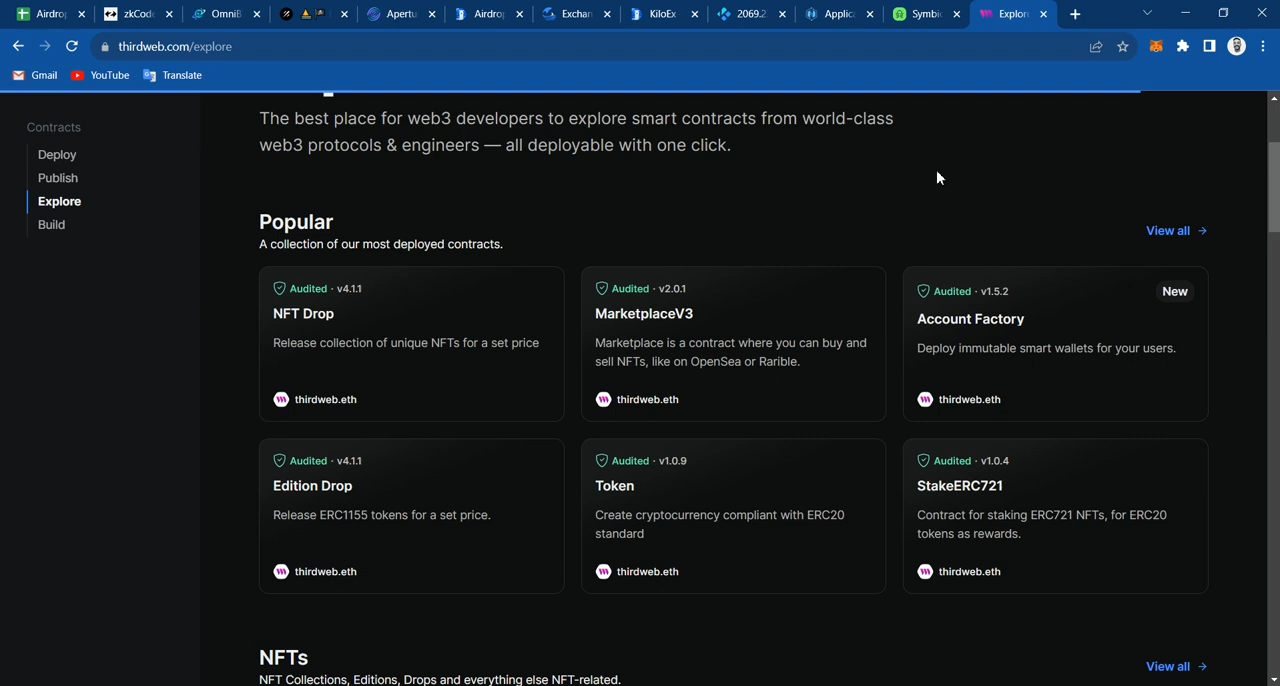 Airdrop
zkCode
OmniB
Apertu
Airdrop
Exchan
KiloEx
2069.2
Applica
Symbio
Explore
thirdweb.com/explore
Gmail YouTube Translate
Contracts
Deploy
Publish
Explore
Build
The best place for web3 developers to explore smart contracts from world-class
web3 protocols & engineers — all deployable with one click.
Popular
A collection of our most deployed contracts.
View all →
Audited · v4.1.1
NFT Drop
Release collection of unique NFTs for a set price
thirdweb.eth
Audited · v2.0.1
MarketplaceV3
Marketplace is a contract where you can buy and
sell NFTs, like on OpenSea or Rarible.
thirdweb.eth
Audited · v1.5.2
New
Account Factory
Deploy immutable smart wallets for your users.
thirdweb.eth
Audited · v4.1.1
Edition Drop
Release ERC1155 tokens for a set price.
thirdweb.eth
Audited · v1.0.9
Token
Create cryptocurrency compliant with ERC20
standard
thirdweb.eth
Audited · v1.0.4
StakeERC721
Contract for staking ERC721 NFTs, for ERC20
tokens as rewards.
thirdweb.eth
NFTs
NFT Collections, Editions, Drops and everything else NFT-related.
View all →